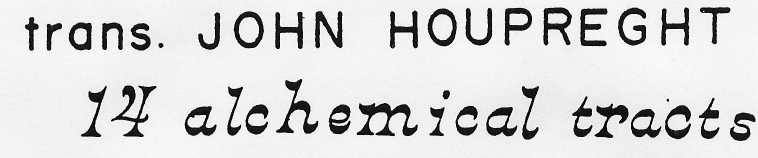 trans. JOHN HOUPREGHT
14 alchemical tracts